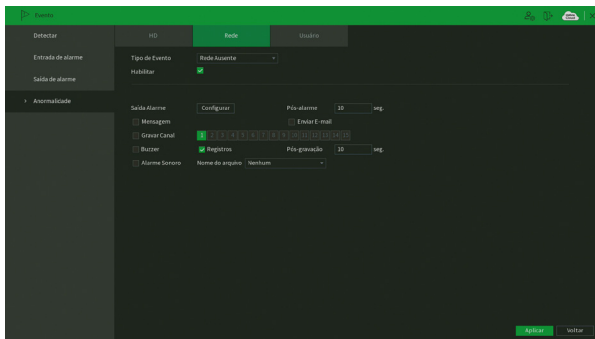 Evento
Detectar
Entrada de alarme
Saída de alarme
Anormalidade
HD Rede Usuário
Tipo de Evento Rede Ausente
Habilitar
Saída Alarme Configurar Pós-alarme 10 seg.
Mensagem Enviar E-mail
Gravar Canal 1 2 3 4 5 6 7 8 9 10 11 12 13 14 15
Buzzer Registros Pós-gravação 10 seg.
Alarme Sonoro Nome do arquivo Nenhum
Aplicar Voltar